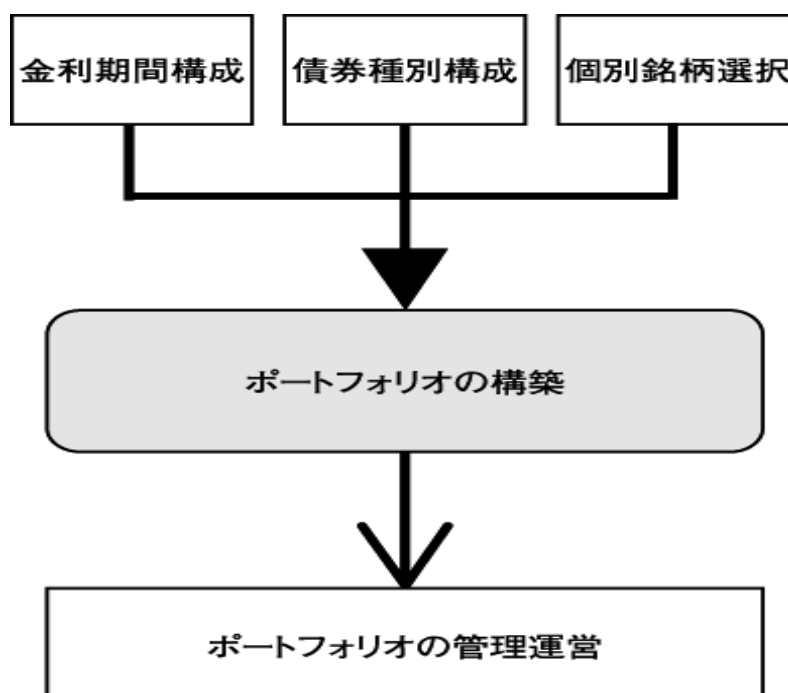 金利期間構成
債券種別構成
個別銘柄選択
ポートフォリオの構築
ポートフォリオの管理運営